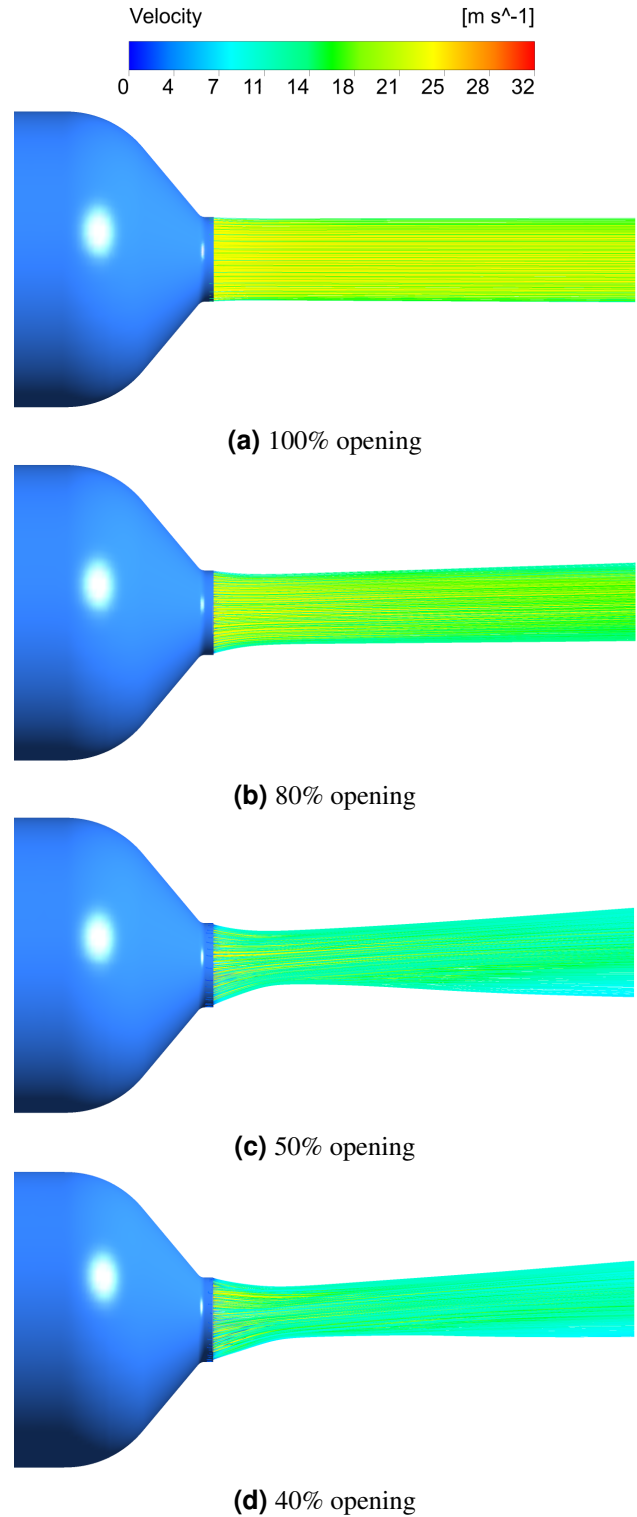 Velocity [m s^-1]
0 4 7 11 14 18 21 25 28 32
(a) 100% opening
(b) 80% opening
(c) 50% opening
(d) 40% opening